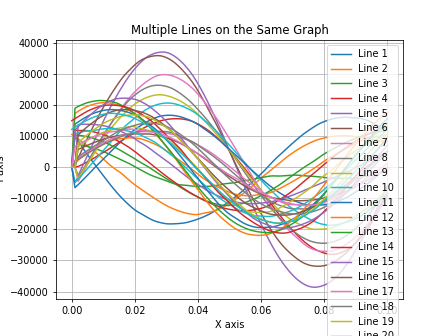 Multiple Lines on the Same Graph
40000
30000
20000
10000
0
-10000
-20000
-30000
-40000
0.00 0.02 0.04 0.06
X axis
Line 1
Line 2
Line 3
Line 4
Line 5
Line 6
Line 7
Line 8
Line 9
Line 10
Line 12
Line 13
Line 14
Line 15
Line 16
Line 17
Line 18
Line 19
Line 20